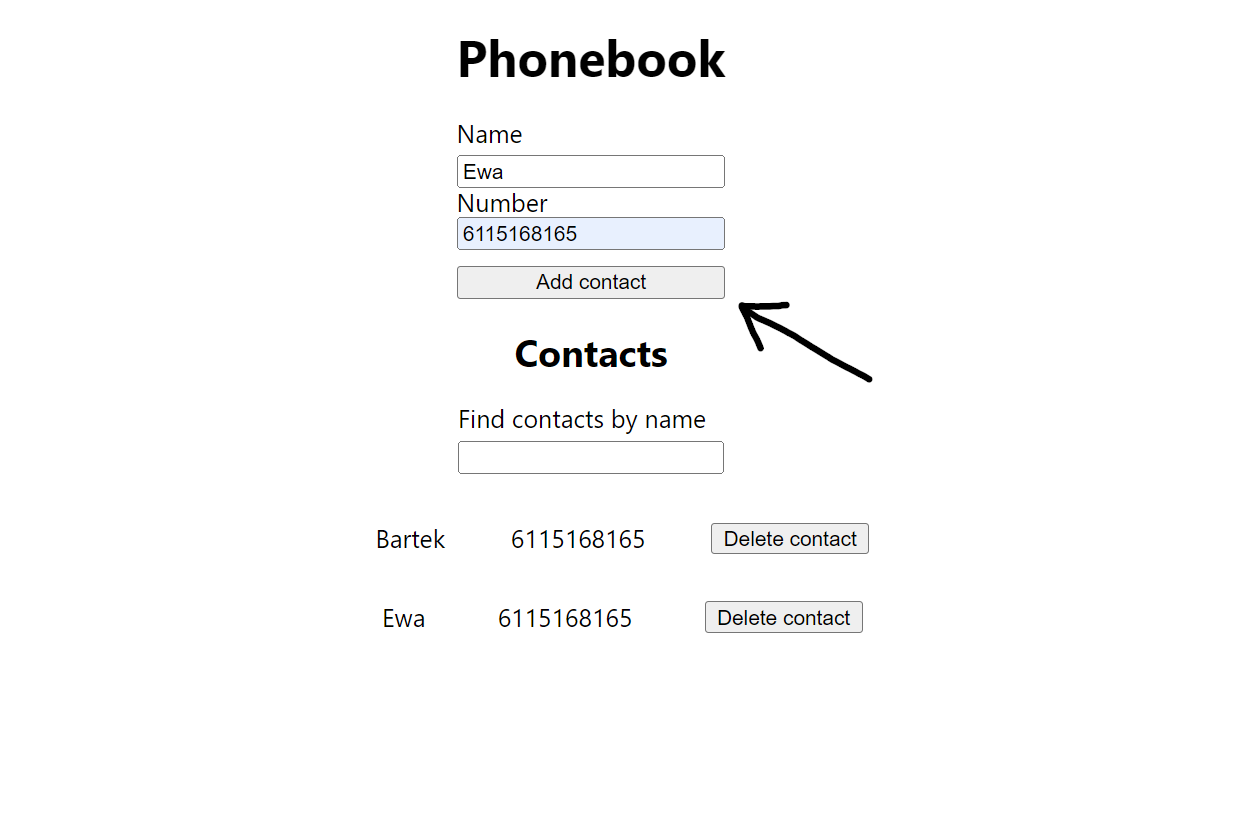 Phonebook
Name
Ewa
Number
6115168165
Add contact
Contacts
Find contacts by name
Bartek 6115168165 Delete contact
Ewa 6115168165 Delete contact